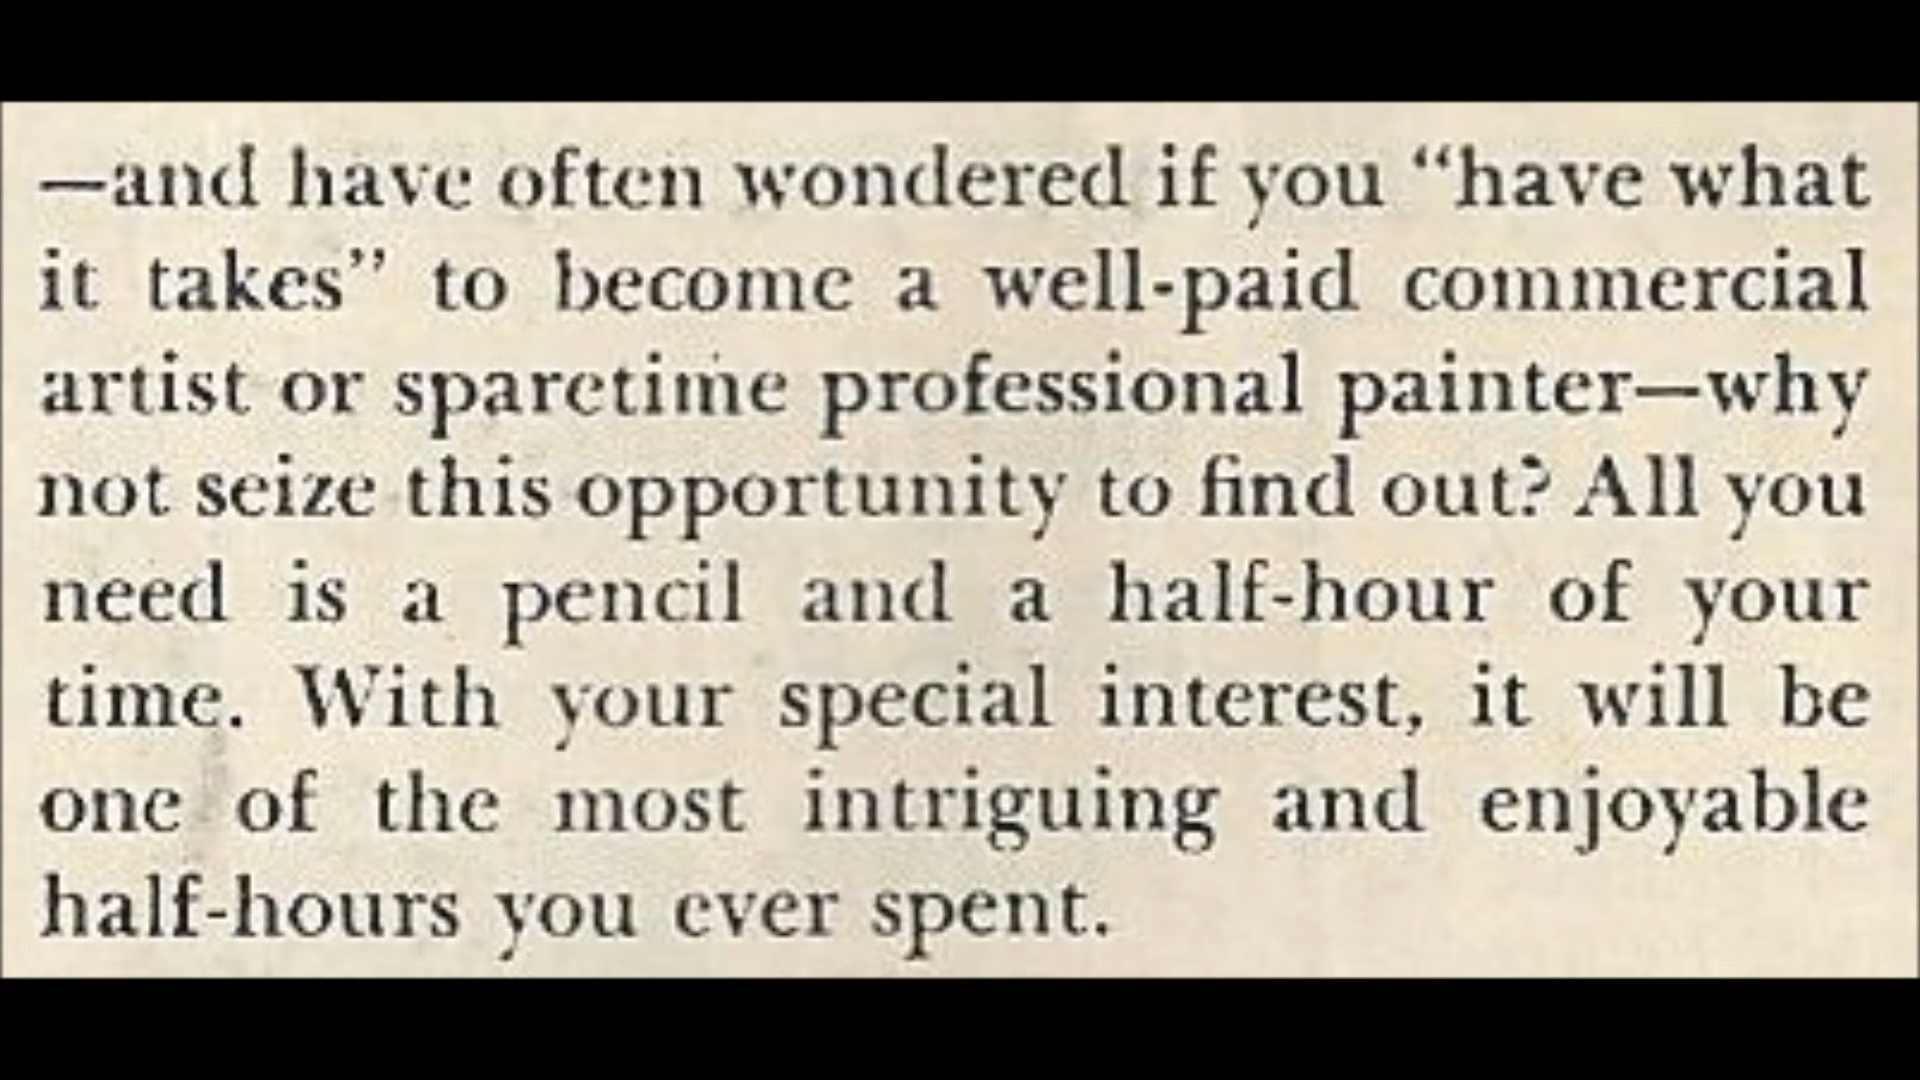 —and have often wondered if you “have what
it takes” to become a well-paid commercial
artist or sparetime professional painter—why
not seize this opportunity to find out? All you
need is a pencil and a half-hour of your
time. With your special interest, it will be
one of the most intriguing and enjoyable
half-hours you ever spent.